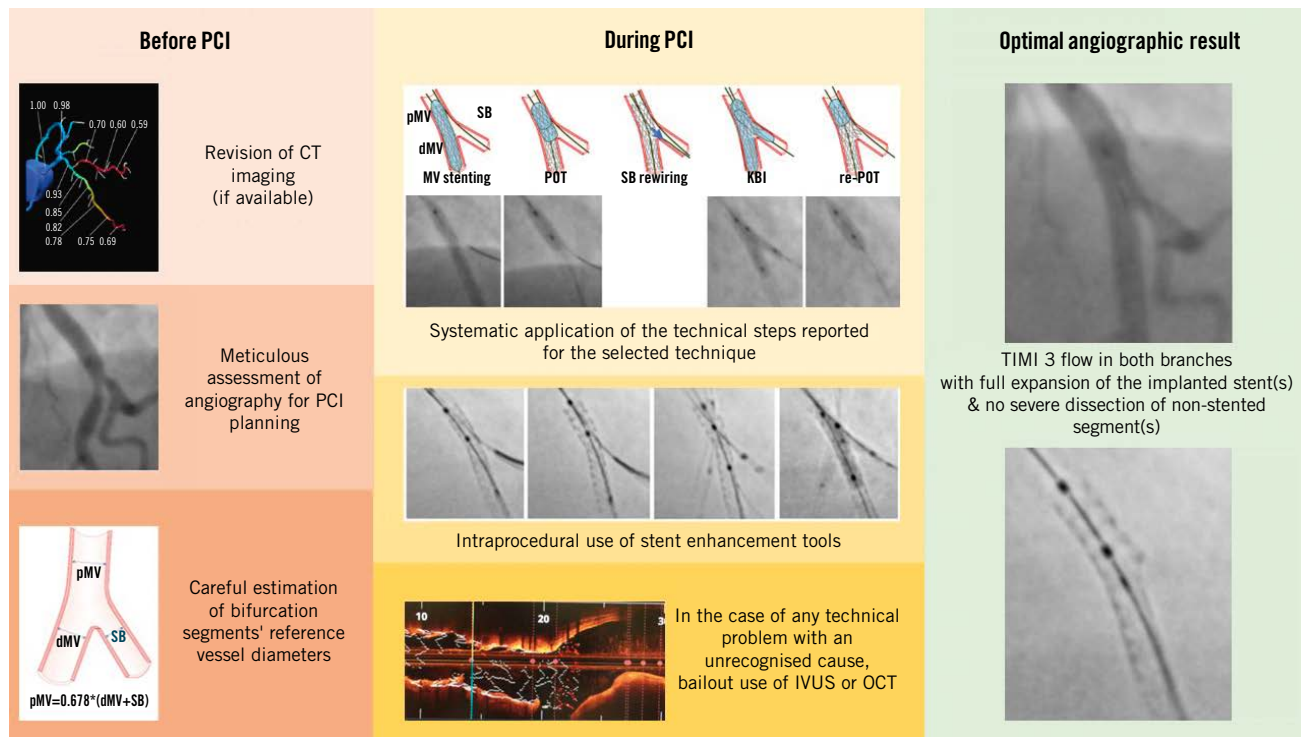 Before PCI
1.00 0.98
0.70 0.60 0.59
0.93
0.85
0.82
0.78
0.75 0.69
Revision of CT
imaging
(if available)
Meticulous
assessment of
angiography for PCI
planning
pMV
dMV
SB
pMV=0.678*(dMV+SB)
Careful estimation
of bifurcation
segments' reference
vessel diameters
During PCI
pMV
SB
dMV
MV stenting
POT
SB rewiring
KBI
re-POT
Systematic application of the technical steps reported
for the selected technique
Intraprocedural use of stent enhancement tools
10
20
In the case of any technical
problem with an
unrecognised cause,
bailout use of IVUS or OCT
Optimal angiographic result
TIMI 3 flow in both branches
with full expansion of the implanted stent(s)
& no severe dissection of non-stented
segment(s)